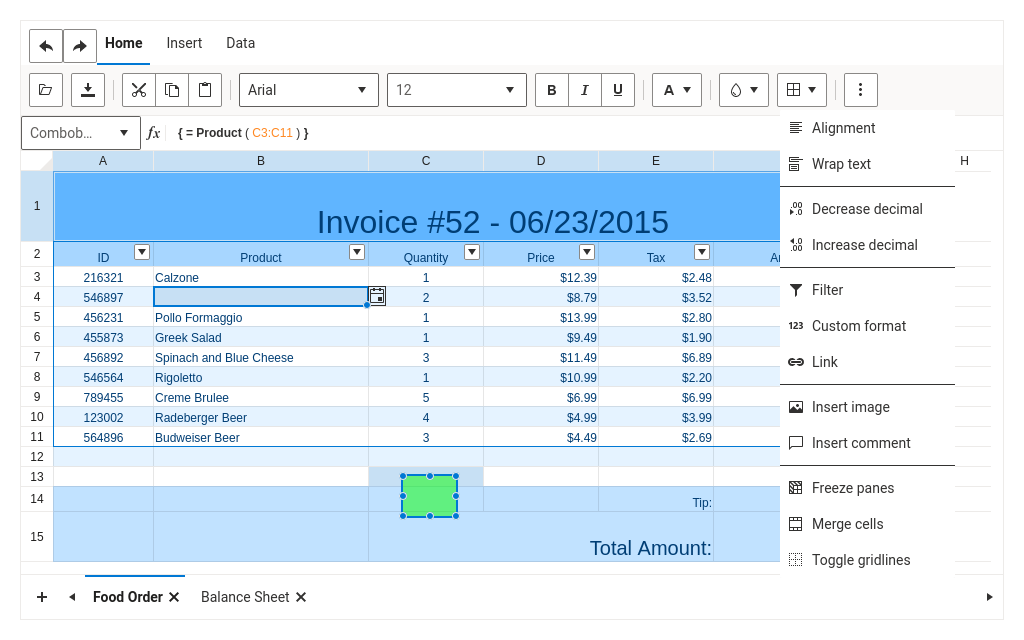 Home Insert Data
Arial 12 B I U A
Combob... fx { = Product ( C3:C11 ) }
A B C D E H
1 Invoice #52 - 06/23/2015
2 ID Product Quantity Price Tax A
3 216321 Calzone 1 $12.39 $2.48
4 546897 2 $8.79 $3.52
5 456231 Pollo Formaggio 1 $13.99 $2.80
6 455873 Greek Salad 1 $9.49 $1.90
7 456892 Spinach and Blue Cheese 3 $11.49 $6.89
8 546564 Rigoletto 1 $10.99 $2.20
9 789455 Creme Brulee 5 $6.99 $6.99
10 123002 Radeberger Beer 4 $4.99 $3.99
11 564896 Budweiser Beer 3 $4.49 $2.69
12
13
14 Tip:
15 Total Amount:
Alignment
Wrap text
.00 Decrease decimal
.00 Increase decimal
Filter
123 Custom format
Link
Insert image
Insert comment
Freeze panes
Merge cells
Toggle gridlines
Food Order Balance Sheet